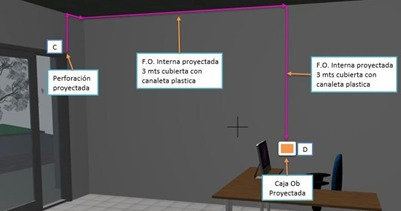 C
Perforación
proyectada
F.O. Interna proyectada
3 mts cubierta con
canaleta plastica
F.O. Interna proyectada
3 mts cubierta con
canaleta plastica
D
Caja Ob
Proyectada